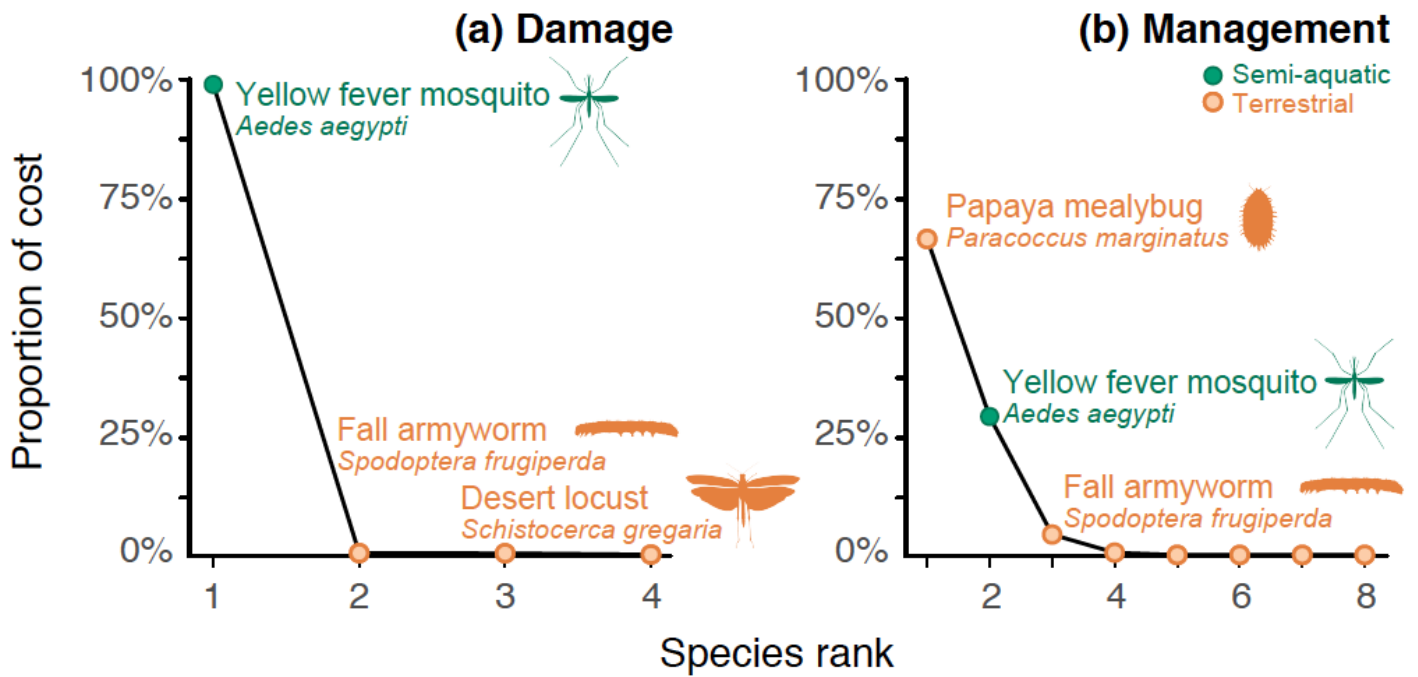 (a) Damage
100%
75%
50%
25%
0%
Proportion of cost
Yellow fever mosquito
Aedes aegypti
Fall armyworm
Spodoptera frugiperda
Desert locust
Schistocerca gregaria
1 2 3 4
(b) Management
Semi-aquatic
Terrestrial
100%
75%
50%
25%
0%
Papaya mealybug
Paracoccus marginatus
Yellow fever mosquito
Aedes aegypti
Fall armyworm
Spodoptera frugiperda
2 4 6 8
Species rank